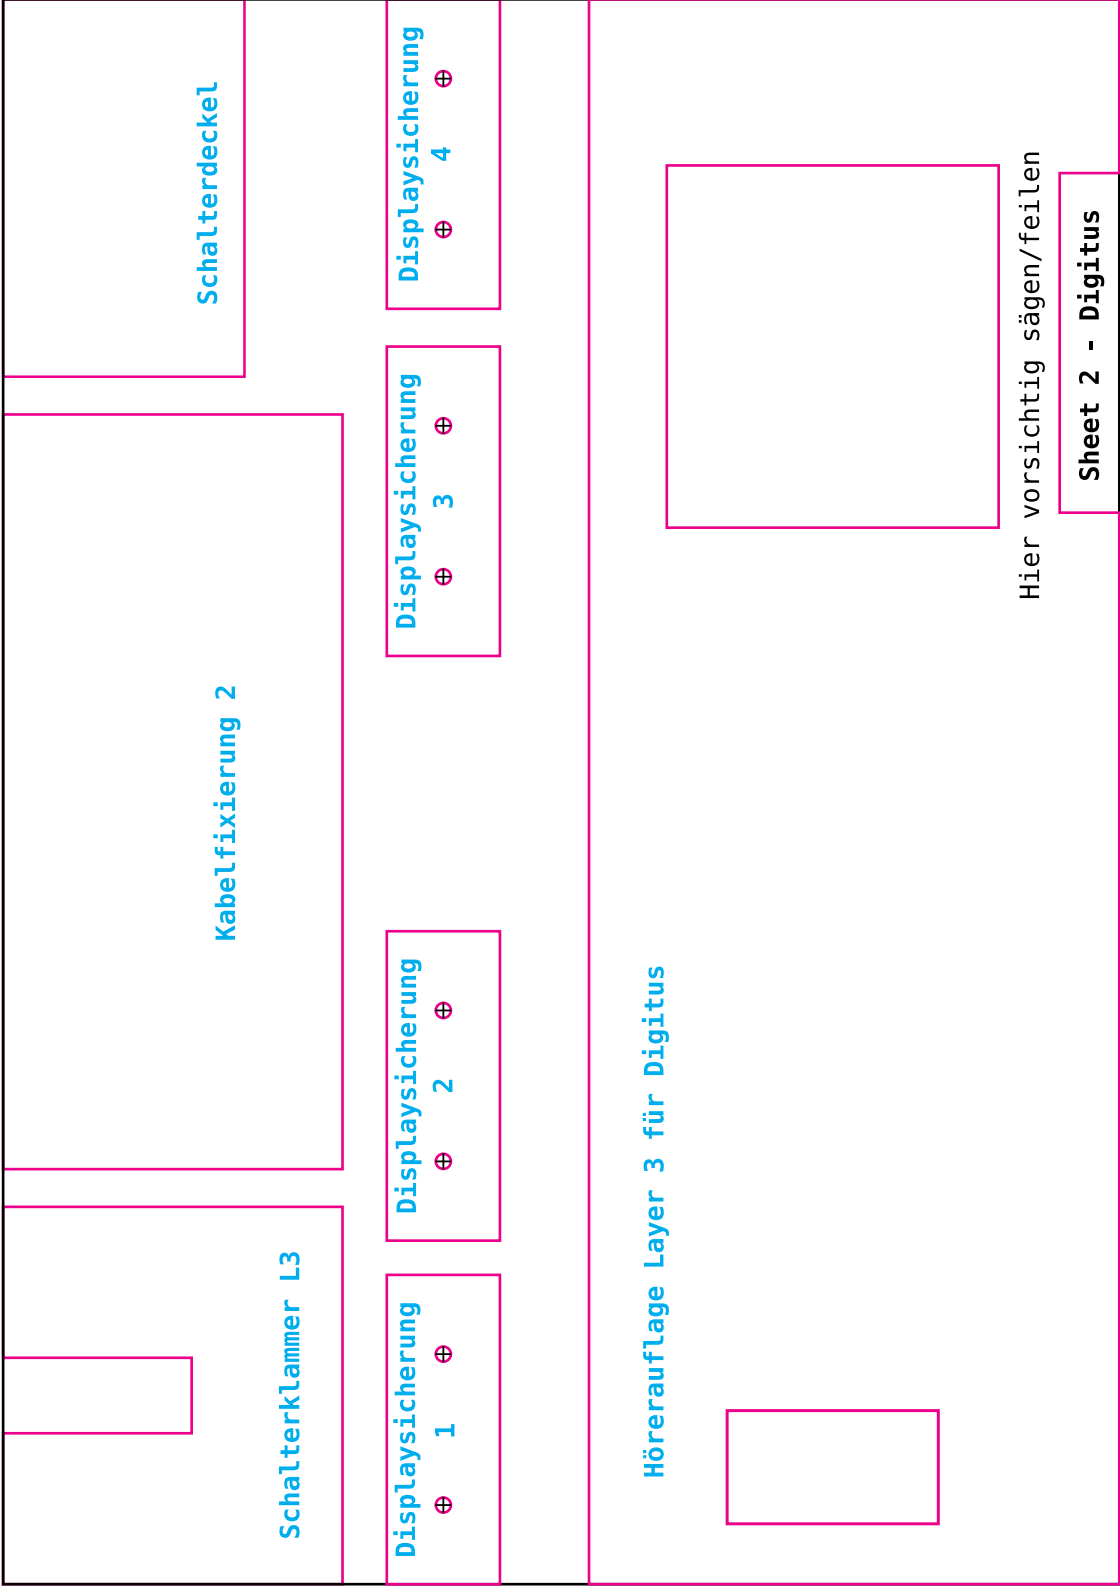 Schalterdeckel
Kabelfixierung 2
Schalterklammer L3
Displaysicherung
4
Displaysicherung
3
Displaysicherung
2
Displaysicherung
1
Hörerauflage Layer 3 für Digitus
Hier vorsichtig sägen/feilen
Sheet 2 - Digitus